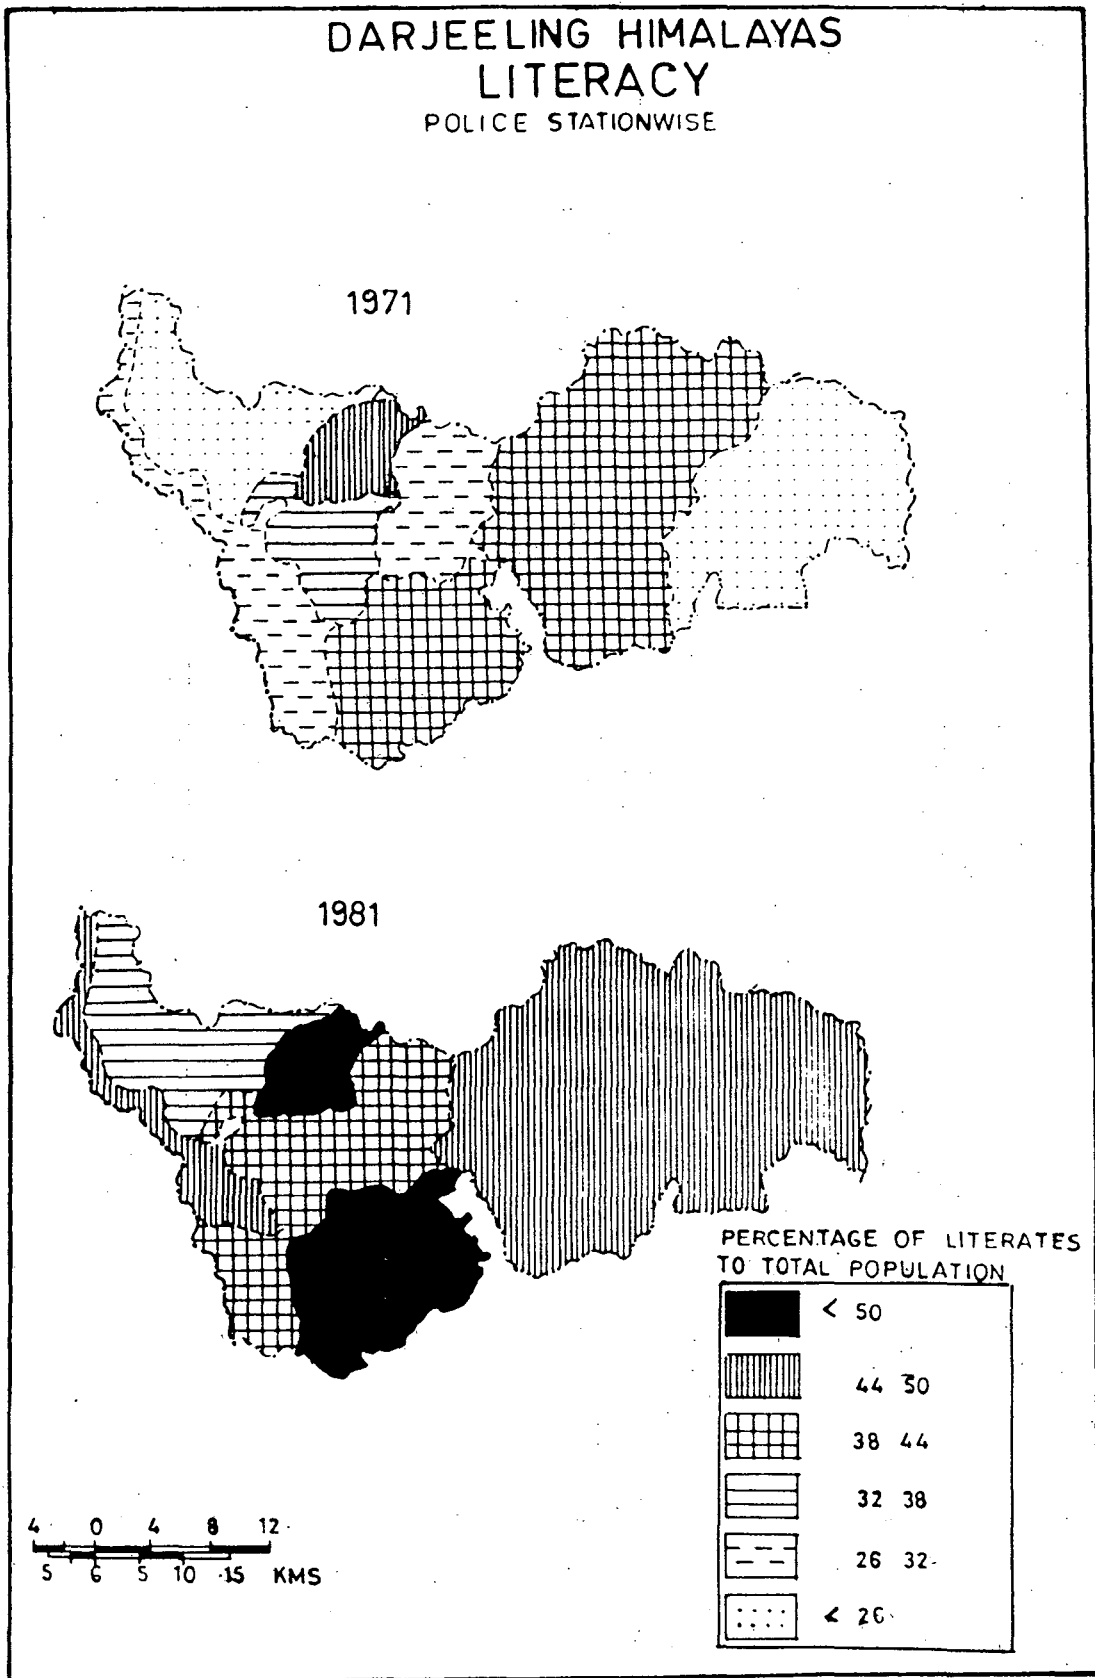 DARJEELING HIMALAYAS
LITERACY
POLICE STATIONWISE
1971
1981
PERCENTAGE OF LITERATES
TO TOTAL POPULATION
< 50
44 50
38 44
32 38
26 32
< 26
4 0 4 8 12
5 6 5 10 15 KMS